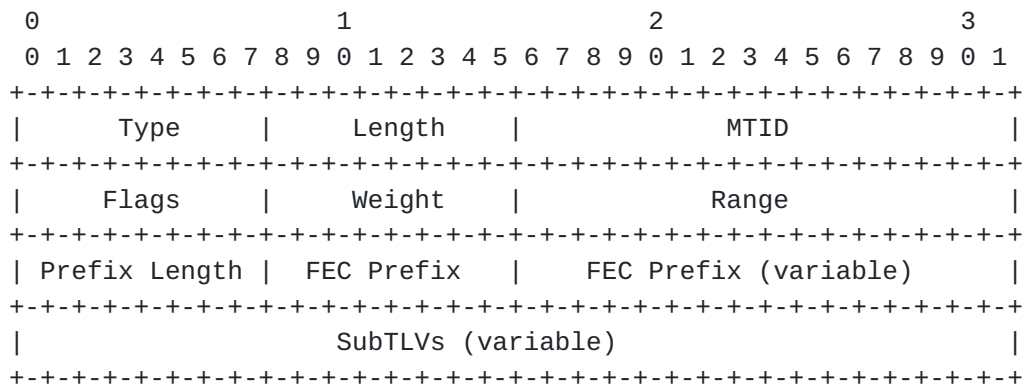 0                   1                   2                   3
 0 1 2 3 4 5 6 7 8 9 0 1 2 3 4 5 6 7 8 9 0 1 2 3 4 5 6 7 8 9 0 1
+-+-+-+-+-+-+-+-+-+-+-+-+-+-+-+-+-+-+-+-+-+-+-+-+-+-+-+-+-+-+-+-+
|      Type     |     Length    |             MTID              |
+-+-+-+-+-+-+-+-+-+-+-+-+-+-+-+-+-+-+-+-+-+-+-+-+-+-+-+-+-+-+-+-+
|     Flags     |     Weight    |            Range              |
+-+-+-+-+-+-+-+-+-+-+-+-+-+-+-+-+-+-+-+-+-+-+-+-+-+-+-+-+-+-+-+-+
| Prefix Length |  FEC Prefix   |    FEC Prefix (variable)      |
+-+-+-+-+-+-+-+-+-+-+-+-+-+-+-+-+-+-+-+-+-+-+-+-+-+-+-+-+-+-+-+-+
|                    SubTLVs (variable)                         |
+-+-+-+-+-+-+-+-+-+-+-+-+-+-+-+-+-+-+-+-+-+-+-+-+-+-+-+-+-+-+-+-+